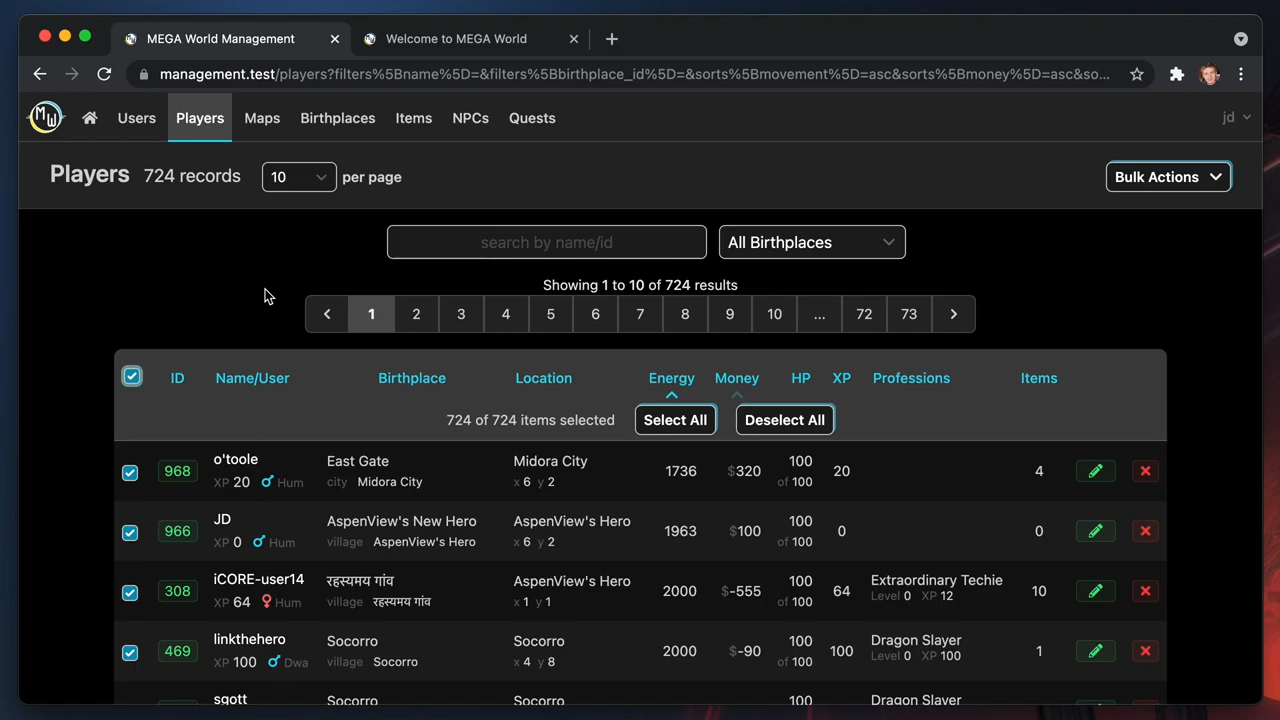 MEGA World Management
Welcome to MEGA World
management.test/players?filters%5Bname%5D=&filters%5Bbirthplace_id%5D=&sorts%5Bmovement%5D=asc&sorts%5Bmoney%5D=asc&so...
MW Users Players Maps Birthplaces Items NPCs Quests jd
Players 724 records 10 per page Bulk Actions
search by name/id All Birthplaces
Showing 1 to 10 of 724 results
1 2 3 4 5 6 7 8 9 10 ... 72 73
ID Name/User Birthplace Location Energy Money HP XP Professions Items
724 of 724 items selected Select All Deselect All
968 o'toole East Gate Midora City 1736 $320 100 20 4
XP 20 Hum city Midora City x 6 y 2 of 100
966 JD AspenView's New Hero AspenView's Hero 1963 $100 100 0 0
XP 0 Hum village AspenView's Hero x 6 y 2 of 100
308 iCORE-user14 रहस्यमय गांव AspenView's Hero 2000 $-555 100 64 Extraordinary Techie 10
XP 64 Hum village रहस्यमय गांव x 1 y 1 of 100 Level 0 XP 12
469 linkthehero Socorro Socorro 2000 $-90 100 100 Dragon Slayer 1
XP 100 Dwa village Socorro x 4 y 8 of 100 Level 0 XP 100
sgott Socorro Socorro 100 Dragon Slayer